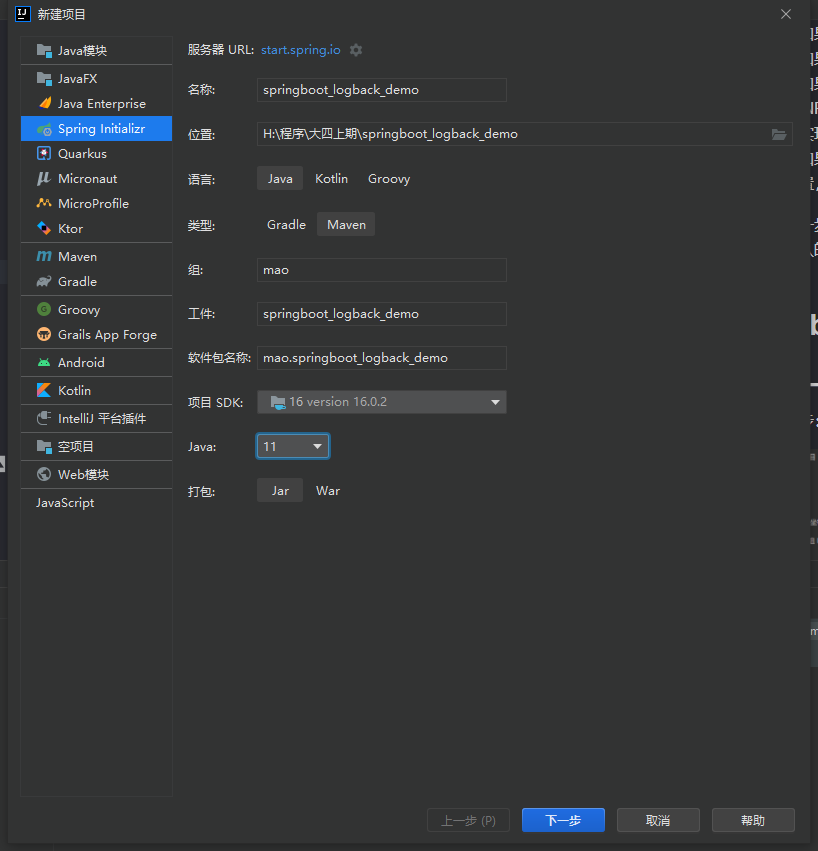 新建项目
Java模块
JavaFX
Java Enterprise
Spring Initializr
Quarkus
Micronaut
MicroProfile
Ktor
Maven
Gradle
Groovy
Grails App Forge
Android
Kotlin
IntelliJ 平台插件
空项目
Web模块
JavaScript
服务器 URL: start.spring.io
名称: springboot_logback_demo
位置: H:\程序\大四上期\springboot_logback_demo
语言: Java Kotlin Groovy
类型: Gradle Maven
组: mao
工件: springboot_logback_demo
软件包名称: mao.springboot_logback_demo
项目 SDK: 16 version 16.0.2
Java: 11
打包: Jar War
上一步 (P) 下一步 取消 帮助